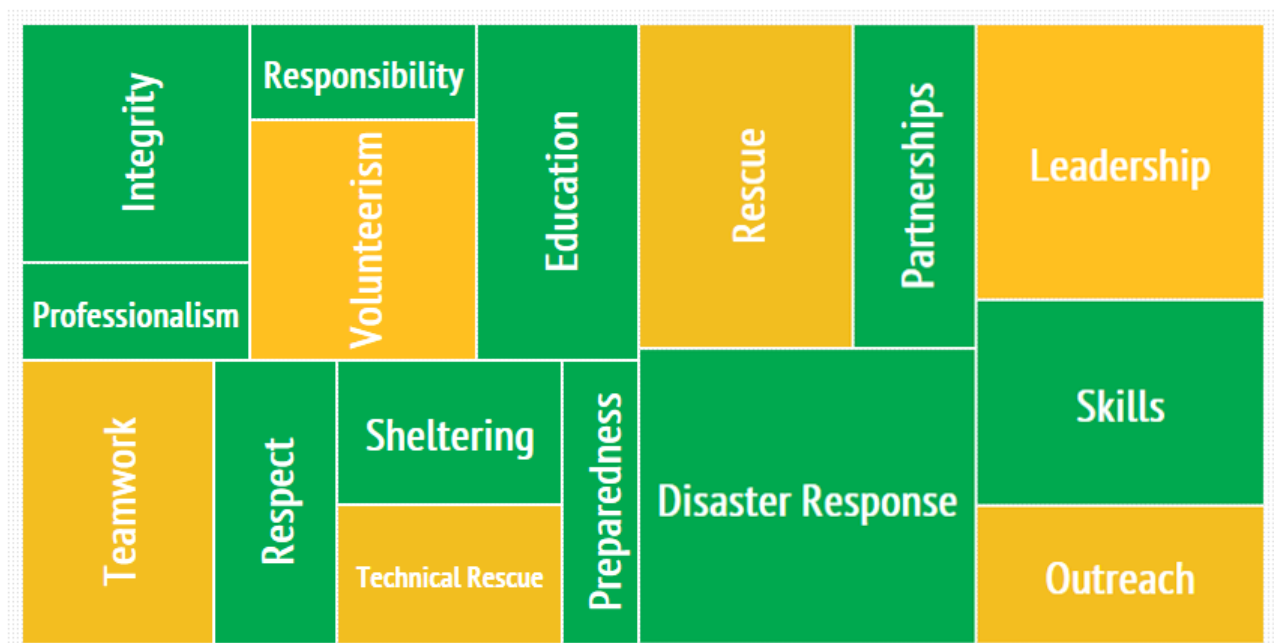 Integrity
Responsibility
Volunteerism
Education
Rescue
Partnerships
Leadership
Professionalism
Skills
Teamwork
Respect
Sheltering
Technical Rescue
Preparedness
Disaster Response
Outreach